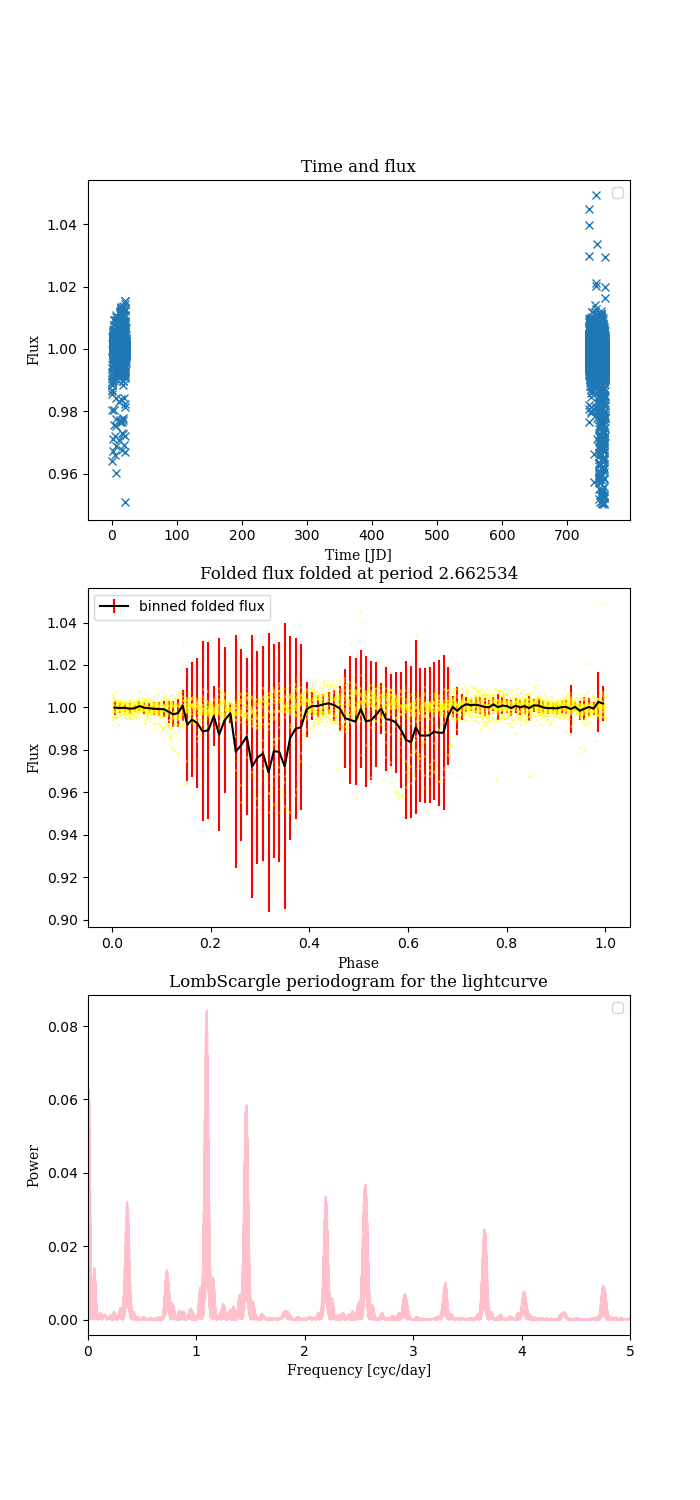 Time and flux
Flux
1.04
1.02
1.00
0.98
0.96
0 100 200 300 400 500 600 700
Time [JD]
Folded flux folded at period 2.662534
binned folded flux
Flux
1.04
1.02
1.00
0.98
0.96
0.94
0.92
0.90
0.0 0.2 0.4 0.6 0.8 1.0
Phase
LombScargle periodogram for the lightcurve
Power
0.08
0.06
0.04
0.02
0.00
0 1 2 3 4 5
Frequency [cyc/day]